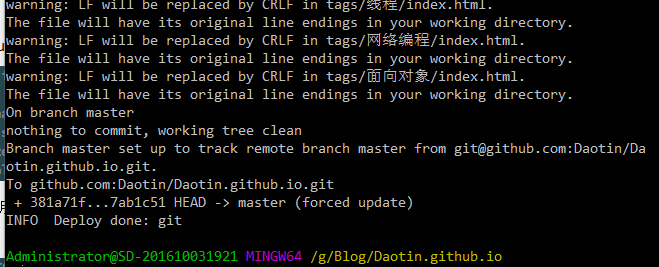 warning: LF will be replaced by CRLF in tags/线程/index.html.
The file will have its original line endings in your working directory.
warning: LF will be replaced by CRLF in tags/网络编程/index.html.
The file will have its original line endings in your working directory.
warning: LF will be replaced by CRLF in tags/面向对象/index.html.
The file will have its original line endings in your working directory.
On branch master
nothing to commit, working tree clean
Branch master set up to track remote branch master from git@github.com:Daotin/Da
otin.github.io.git.
To github.com:Daotin/Daotin.github.io.git
 + 381a71f...7ab1c51 HEAD -> master (forced update)
INFO  Deploy done: git
Administrator@SD-201610031921 MINGW64 /g/Blog/Daotin.github.io